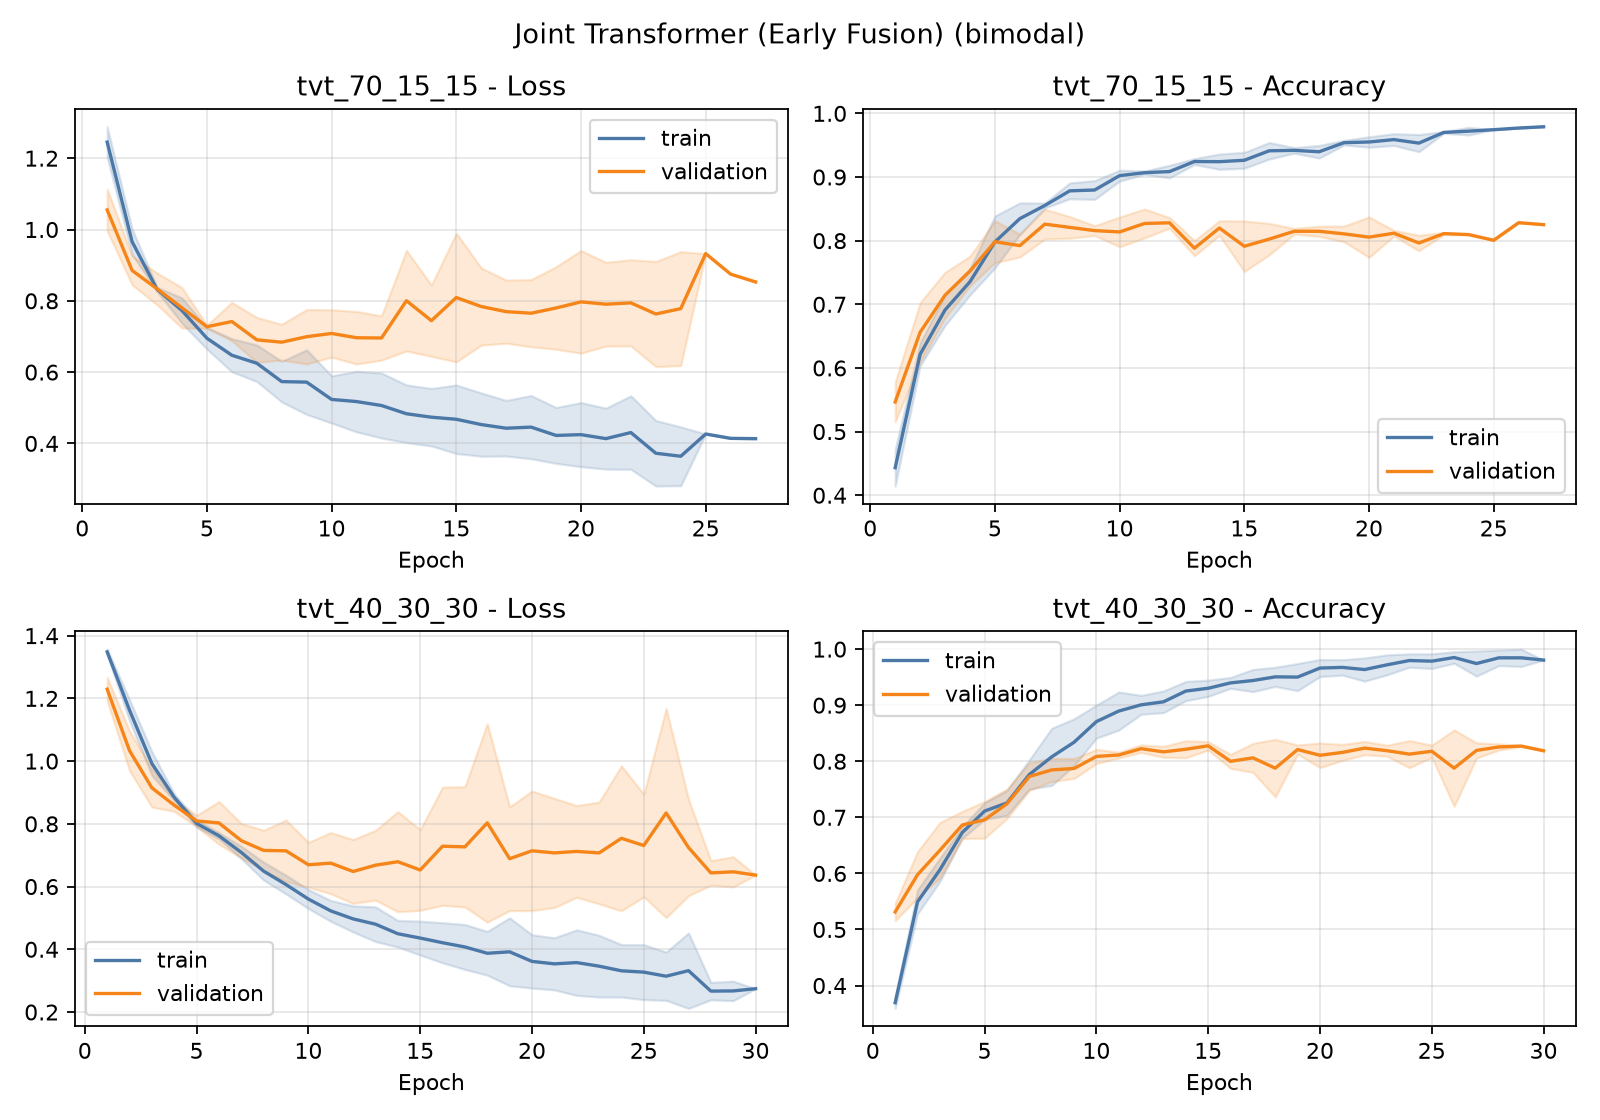 Joint Transformer (Early Fusion) (bimodal)
tvt_70_15_15 - Loss
1.2
1.0
0.8
0.6
0.4
train
validation
0 5 10 15 20 25
Epoch
tvt_70_15_15 - Accuracy
1.0
0.9
0.8
0.7
0.6
0.5
0.4
train
validation
0 5 10 15 20 25
Epoch
tvt_40_30_30 - Loss
1.4
1.2
1.0
0.8
0.6
0.4
0.2
train
validation
0 5 10 15 20 25 30
Epoch
tvt_40_30_30 - Accuracy
1.0
0.9
0.8
0.7
0.6
0.5
0.4
train
validation
0 5 10 15 20 25 30
Epoch